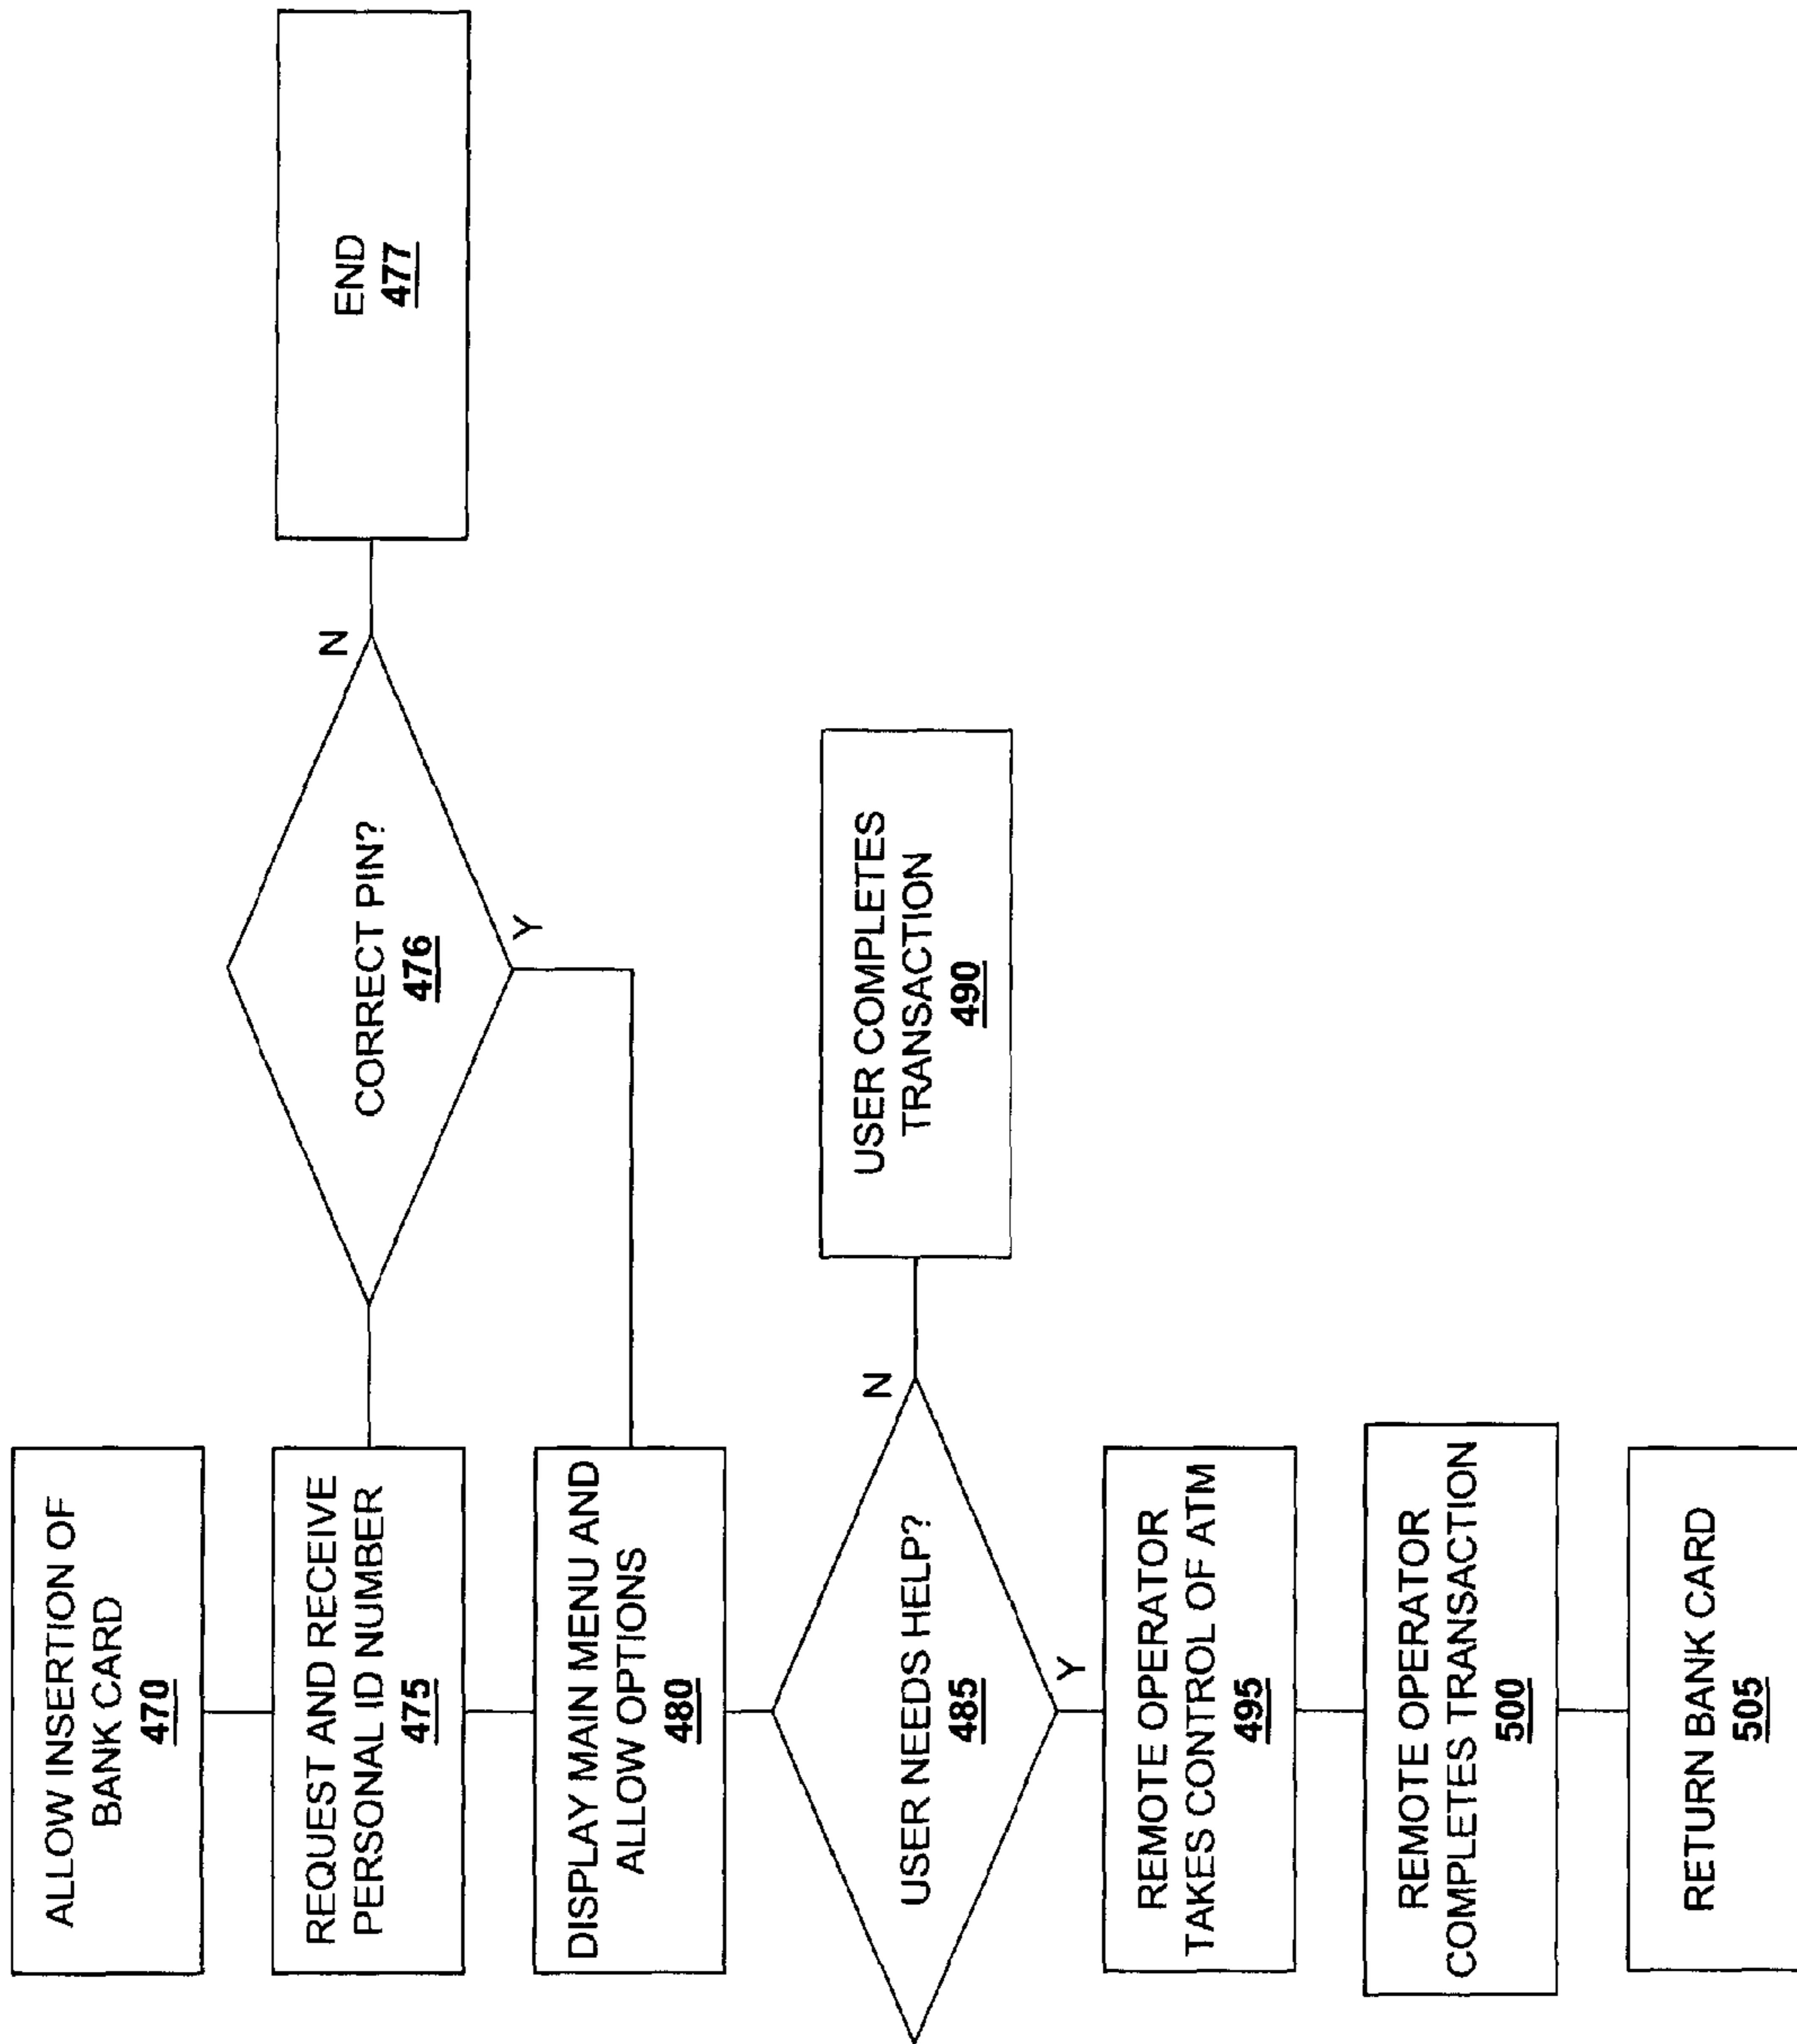 ALLOW INSERTION OF
BANK CARD
470
REQUEST AND RECEIVE
PERSONAL ID NUMBER
475
CORRECT PIN?
476
N
END
477
Y
DISPLAY MAIN MENU AND
ALLOW OPTIONS
480
USER NEEDS HELP?
485
N
USER COMPLETES
TRANSACTION
490
Y
REMOTE OPERATOR
TAKES CONTROL OF ATM
495
REMOTE OPERATOR
COMPLETES TRANSACTION
500
RETURN BANK CARD
505